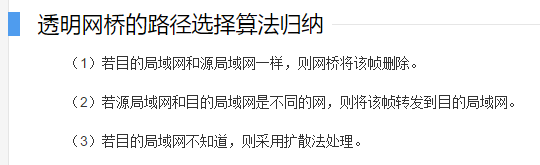 透明网桥的路径选择算法归纳
（1）若目的局域网和源局域网一样，则网桥将该帧删除。
（2）若源局域网和目的局域网是不同的网，则将该帧转发到目的局域网。
（3）若目的局域网不知道，则采用扩散法处理。